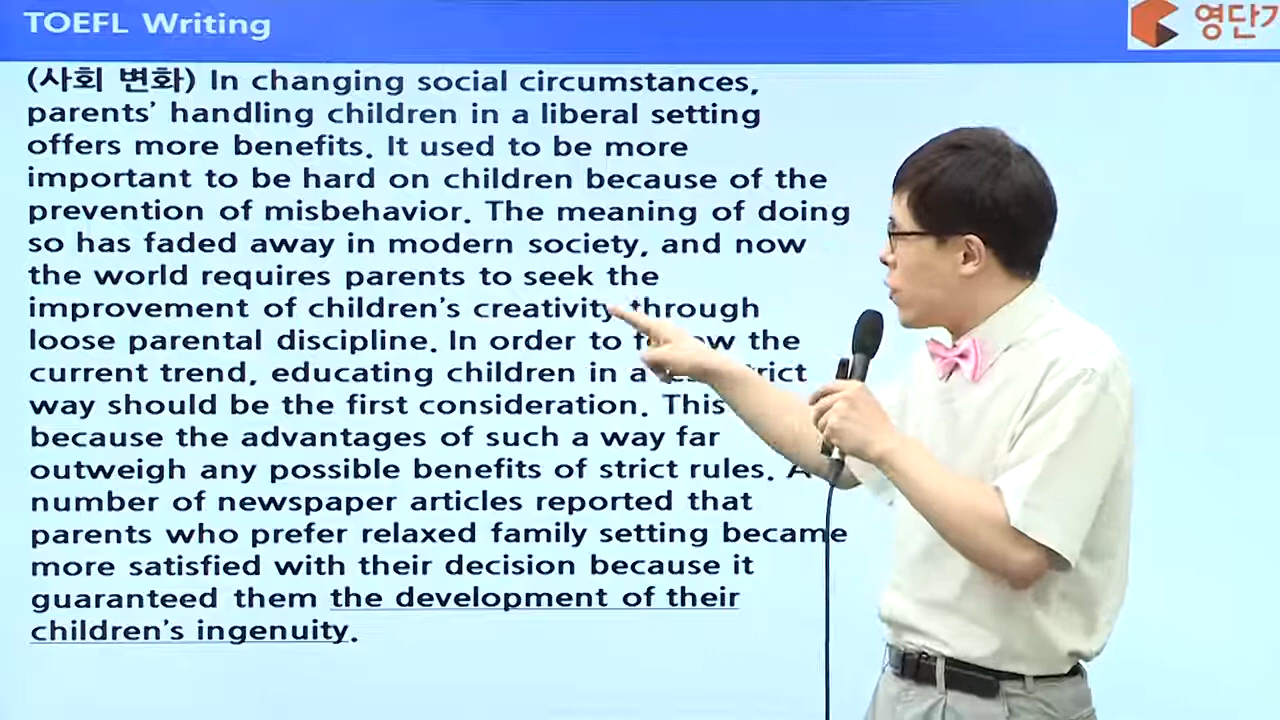 TOEFL Writing
영단기
(사회 변화) In changing social circumstances,
parents' handling children in a liberal setting
offers more benefits. It used to be more
important to be hard on children because of the
prevention of misbehavior. The meaning of doing
so has faded away in modern society, and now
the world requires parents to seek the
improvement of children's creativity through
loose parental discipline. In order to the
current trend, educating children in a
way should be the first consideration. This
because the advantages of such a way far
outweigh any possible benefits of strict rules. A
number of newspaper articles reported that
parents who prefer relaxed family setting became
more satisfied with their decision because it
guaranteed them the development of their
children's ingenuity.